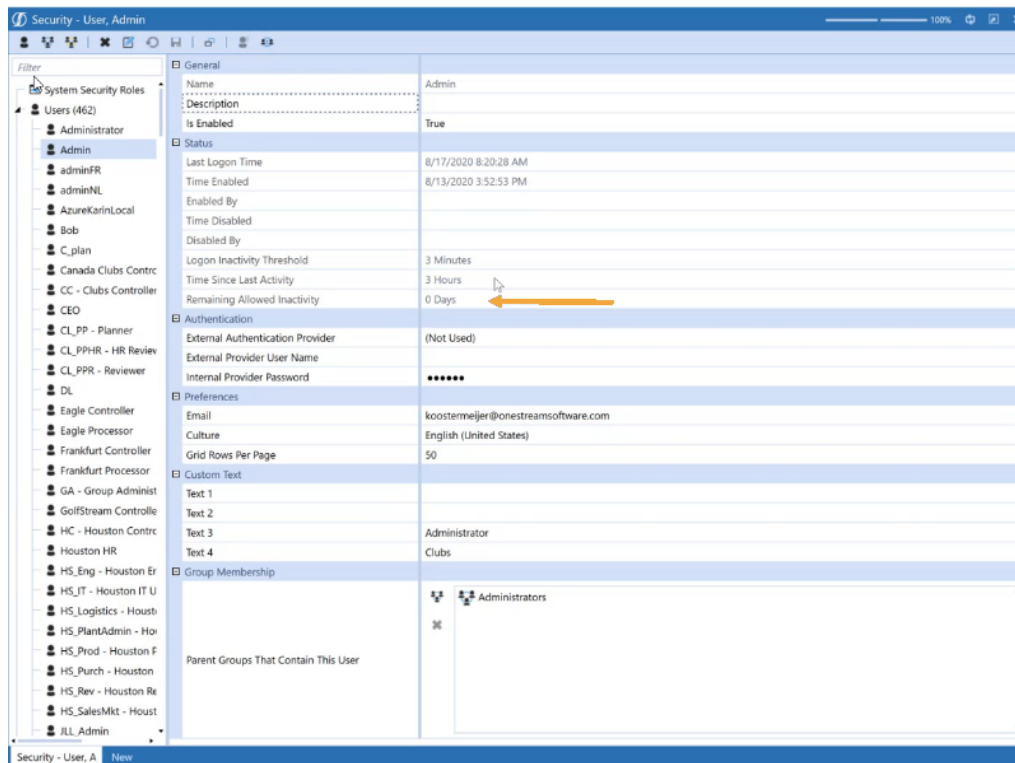 Security - User, Admin
100%
Filter
System Security Roles
Users (462)
Administrator
Admin
adminFR
adminNL
AzureKarinLocal
Bob
C_plan
Canada Clubs Contrc
CC - Clubs Controller
CEO
CL_PP - Planner
CL_PPHR - HR Review
CL_PPR - Reviewer
DL
Eagle Controller
Eagle Processor
Frankfurt Controller
Frankfurt Processor
GA - Group Administ
GolfStream Controlle
HC - Houston Contrc
Houston HR
HS_Eng - Houston Er
HS_IT - Houston IT U
HS_Logistics - Houst
HS_PlantAdmin - Hou
HS_Prod - Houston P
HS_Purch - Houston
HS_Rev - Houston Re
HS_SalesMkt - Houst
JLL_Admin
General
Name Admin
Description
Is Enabled True
Status
Last Logon Time 8/17/2020 8:20:28 AM
Time Enabled 8/13/2020 3:52:53 PM
Enabled By
Time Disabled
Disabled By
Logon Inactivity Threshold 3 Minutes
Time Since Last Activity 3 Hours
Remaining Allowed Inactivity 0 Days
Authentication
External Authentication Provider (Not Used)
External Provider User Name
Internal Provider Password ●●●●●●
Preferences
Email koostermeijer@onestreamsoftware.com
Culture English (United States)
Grid Rows Per Page 50
Custom Text
Text 1
Text 2
Text 3 Administrator
Text 4 Clubs
Group Membership
Administrators
Parent Groups That Contain This User
Security - User, A New